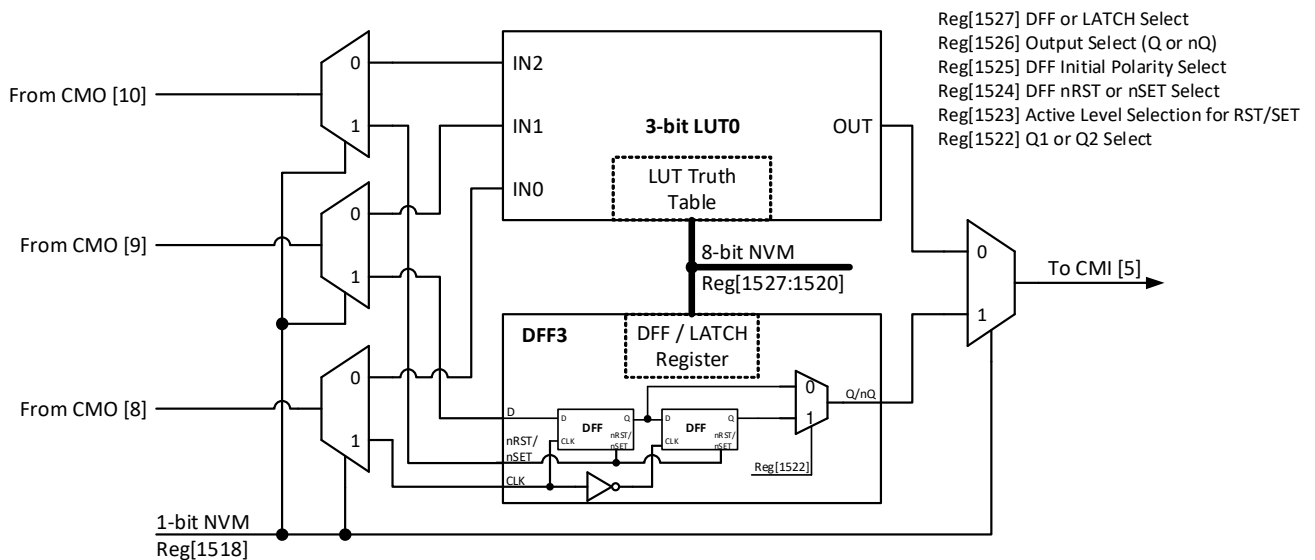 Reg[1527] DFF or LATCH Select
Reg[1526] Output Select (Q or nQ)
Reg[1525] DFF Initial Polarity Select
Reg[1524] DFF nRST or nSET Select
Reg[1523] Active Level Selection for RST/SET
Reg[1522] Q1 or Q2 Select
From CMO [10]
0
1
IN2
IN1
IN0
3-bit LUT0
OUT
LUT Truth
Table
From CMO [9]
0
1
8-bit NVM
Reg[1527:1520]
0
1
To CMI [5]
From CMO [8]
0
1
DFF3
DFF / LATCH
Register
D
nRST/
nSET
CLK
D
Q
DFF
CLK
nRST/
nSET
D
Q
DFF
CLK
nRST/
nSET
0
1
Q/nQ
Reg[1522]
1-bit NVM
Reg[1518]